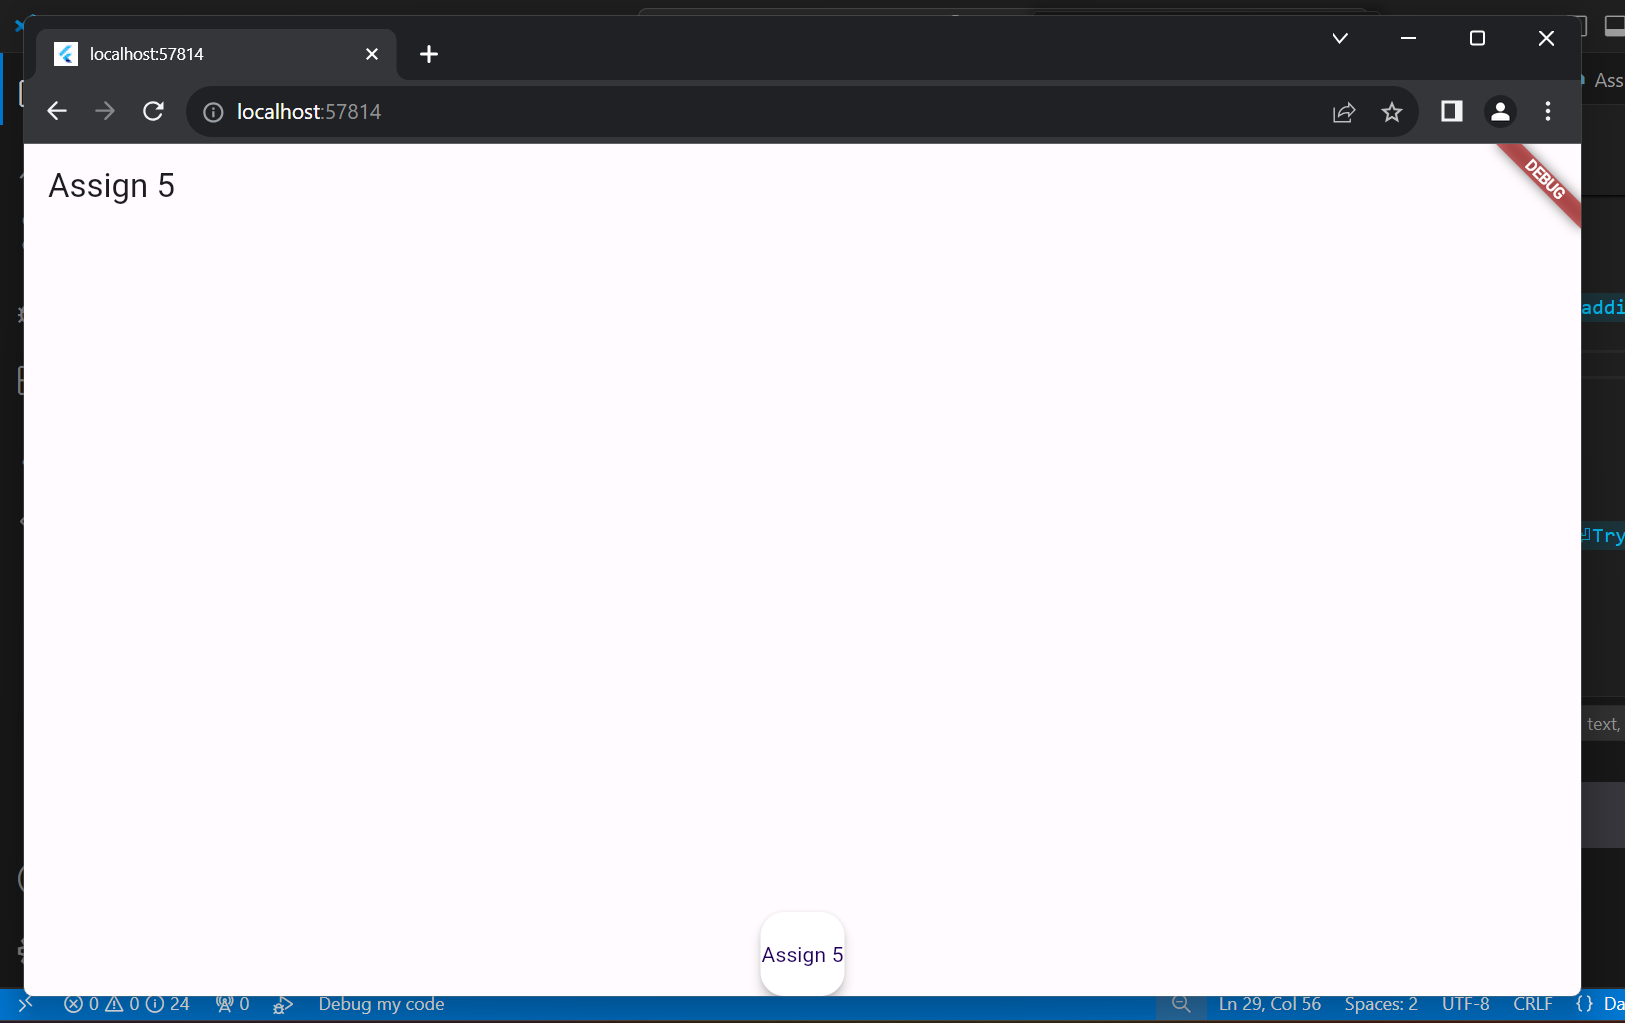 localhost:57814
localhost:57814
Ass
Assign 5
DEBUG
addi
Try
text,
Assign 5
0 0 24 0 Debug my code Ln 29, Col 56 Spaces: 2 UTF-8 CRLF {} Da